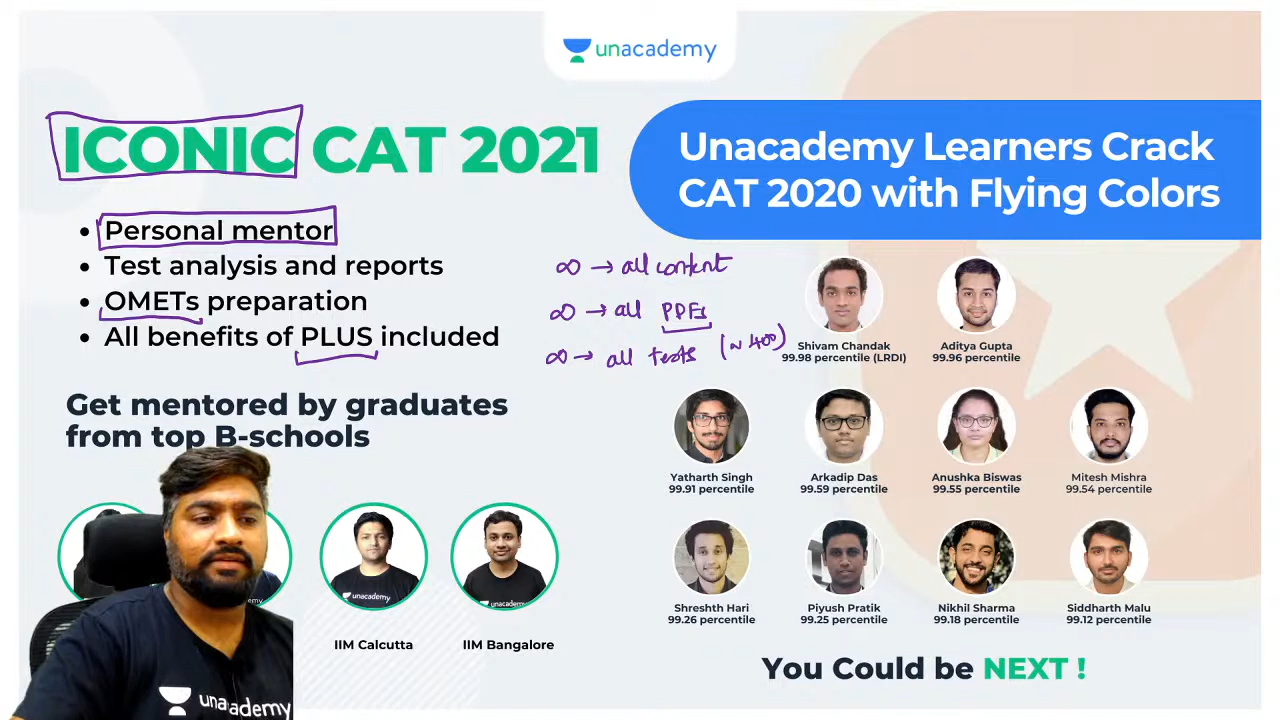 unacademy
ICONIC CAT 2021
• Personal mentor
• Test analysis and reports
• OMETs preparation
• All benefits of PLUS included
Get mentored by graduates
from top B-schools
IIM Calcutta
IIM Bangalore
unacademy
unacademy
unacademy
emy
∞ → all content
∞ → all PDFs
∞ → all tests (~ 400)
Unacademy Learners Crack
CAT 2020 with Flying Colors
Shivam Chandak
99.98 percentile (LRDI)
Aditya Gupta
99.96 percentile
Yatharth Singh
99.91 percentile
Arkadip Das
99.59 percentile
Anushka Biswas
99.55 percentile
Mitesh Mishra
99.54 percentile
Shreshth Hari
99.26 percentile
Piyush Pratik
99.25 percentile
Nikhil Sharma
99.18 percentile
Siddharth Malu
99.12 percentile
You Could be NEXT !